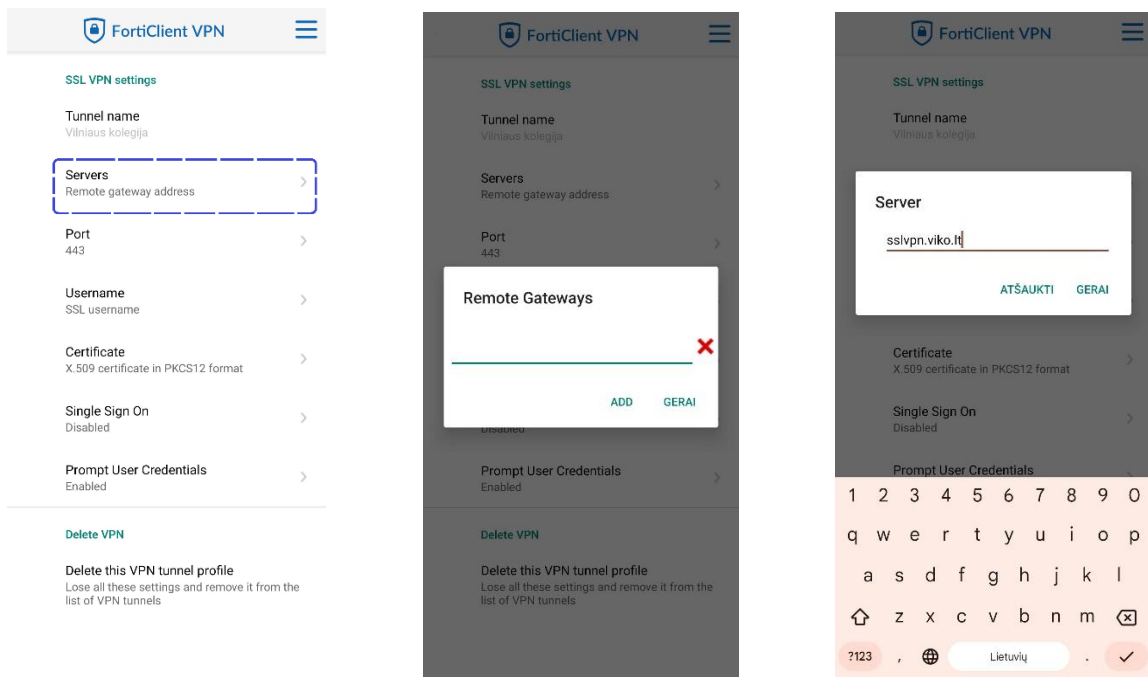 FortiClient VPN
SSL VPN settings
Tunnel name
Vilniaus kolegija
Servers
Remote gateway address
Port
443
Username
SSL username
Certificate
X.509 certificate in PKCS12 format
Single Sign On
Disabled
Prompt User Credentials
Enabled
Delete VPN
Delete this VPN tunnel profile
Lose all these settings and remove it from the
list of VPN tunnels
FortiClient VPN
SSL VPN settings
Tunnel name
Vilniaus kolegija
Servers
Remote gateway address
Port
443
Remote Gateways
ADD GERAI
Disabled
Prompt User Credentials
Enabled
Delete VPN
Delete this VPN tunnel profile
Lose all these settings and remove it from the
list of VPN tunnels
FortiClient VPN
SSL VPN settings
Tunnel name
Vilniaus kolegija
Server
sslvpn.viko.lt
ATŠAUKTI GERAI
Certificate
X.509 certificate in PKCS12 format
Single Sign On
Disabled
Prompt User Credentials
1 2 3 4 5 6 7 8 9 0
q w e r t y u i o p
a s d f g h j k l
z x c v b n m
?123 , Lietuvių .